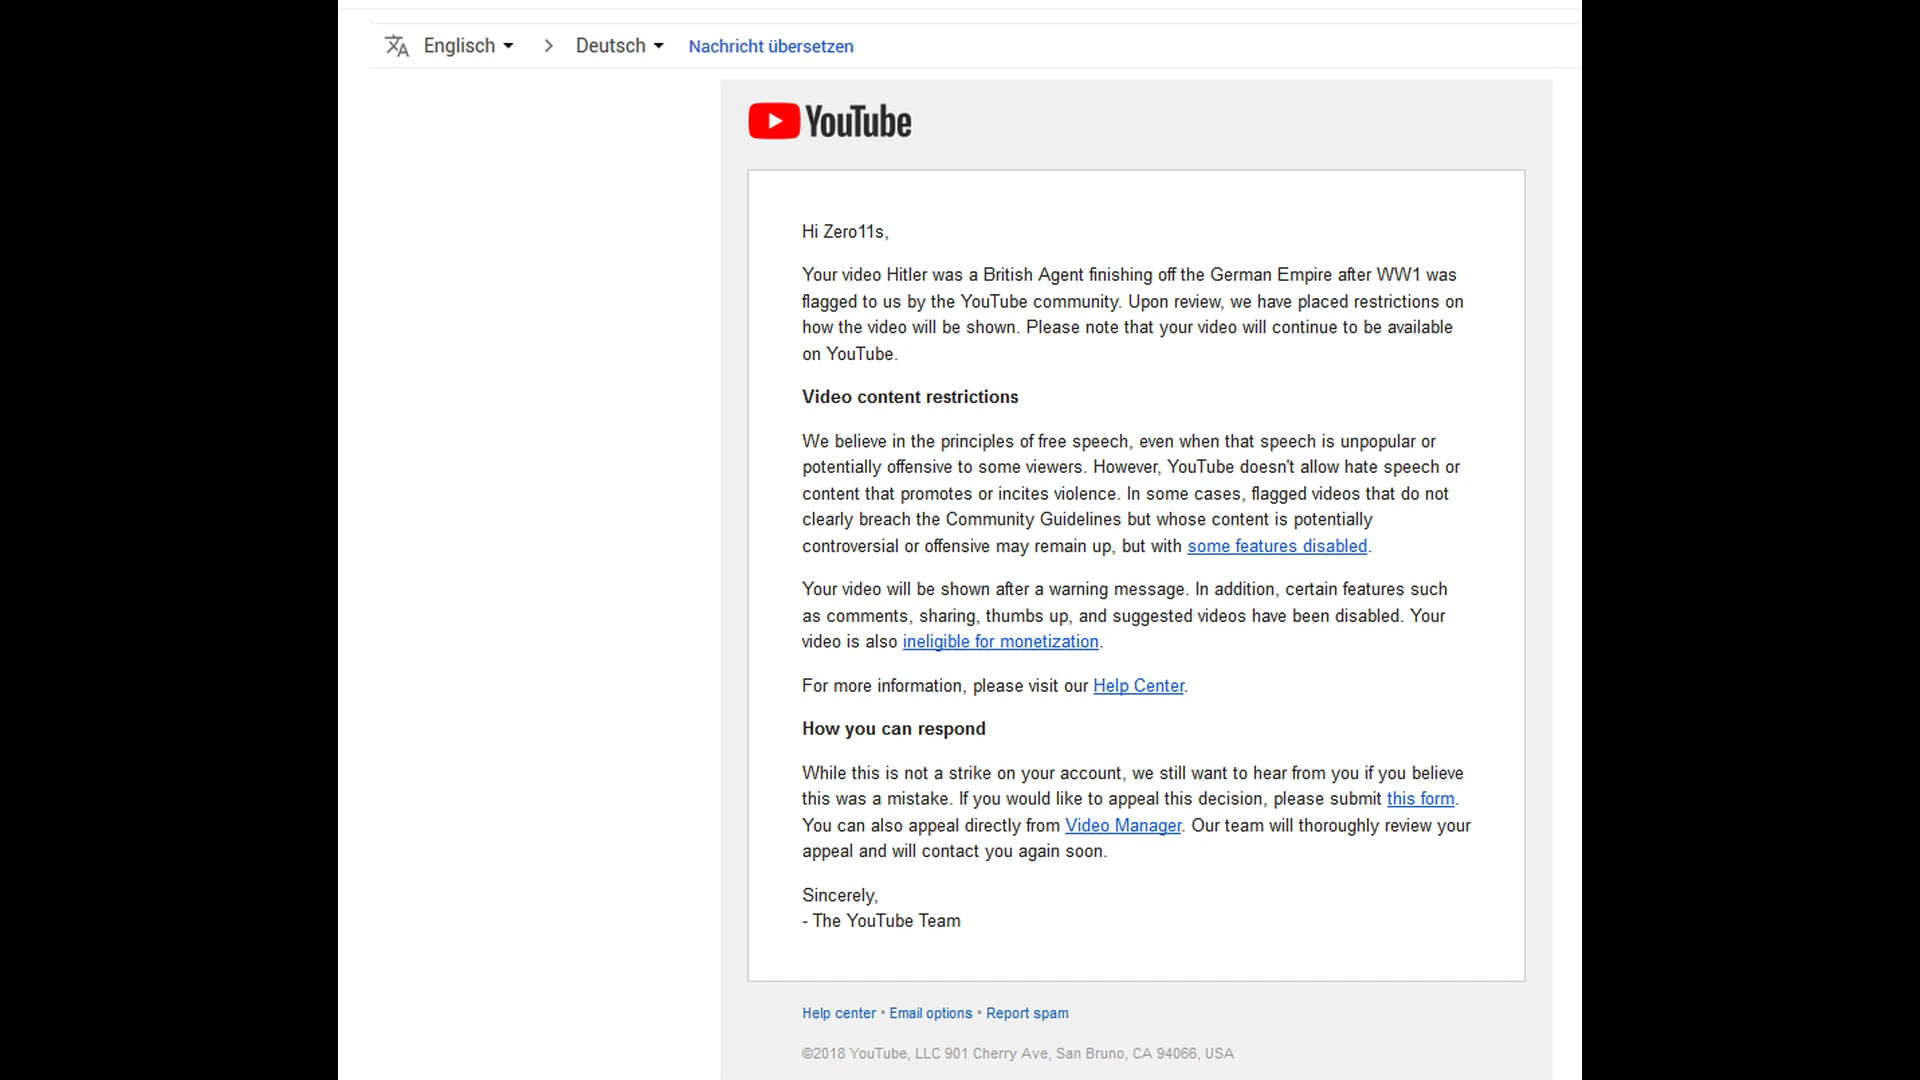 Englisch Deutsch Nachricht übersetzen
YouTube
Hi Zero11s,
Your video Hitler was a British Agent finishing off the German Empire after WW1 was
flagged to us by the YouTube community. Upon review, we have placed restrictions on
how the video will be shown. Please note that your video will continue to be available
on YouTube.
Video content restrictions
We believe in the principles of free speech, even when that speech is unpopular or
potentially offensive to some viewers. However, YouTube doesn't allow hate speech or
content that promotes or incites violence. In some cases, flagged videos that do not
clearly breach the Community Guidelines but whose content is potentially
controversial or offensive may remain up, but with some features disabled.
Your video will be shown after a warning message. In addition, certain features such
as comments, sharing, thumbs up, and suggested videos have been disabled. Your
video is also ineligible for monetization.
For more information, please visit our Help Center.
How you can respond
While this is not a strike on your account, we still want to hear from you if you believe
this was a mistake. If you would like to appeal this decision, please submit this form.
You can also appeal directly from Video Manager. Our team will thoroughly review your
appeal and will contact you again soon.
Sincerely,
- The YouTube Team
Help center • Email options • Report spam
©2018 YouTube, LLC 901 Cherry Ave, San Bruno, CA 94066, USA